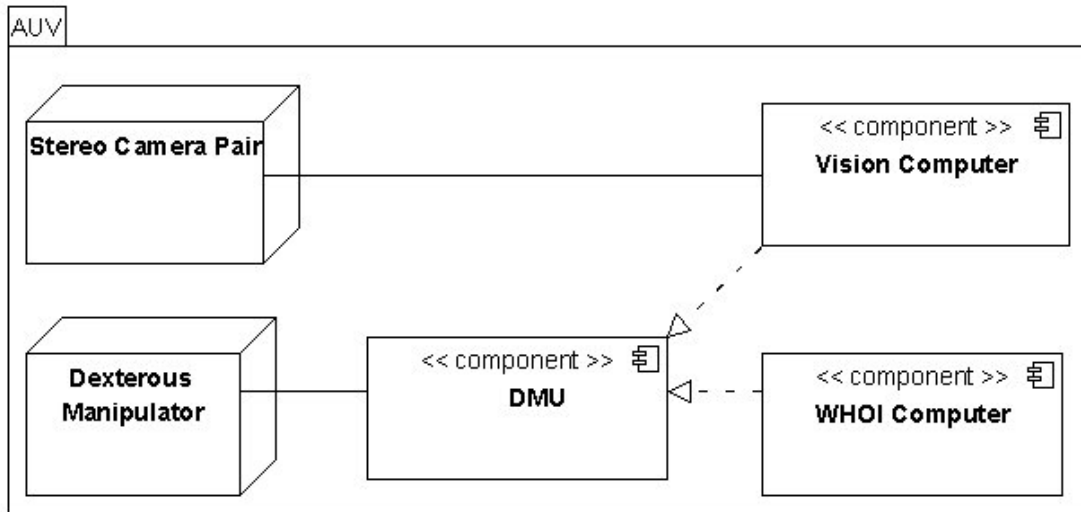 AUV
Stereo Camera Pair
<< component >>
Vision Computer
Dexterous
Manipulator
<< component >>
DMU
<< component >>
WHOI Computer